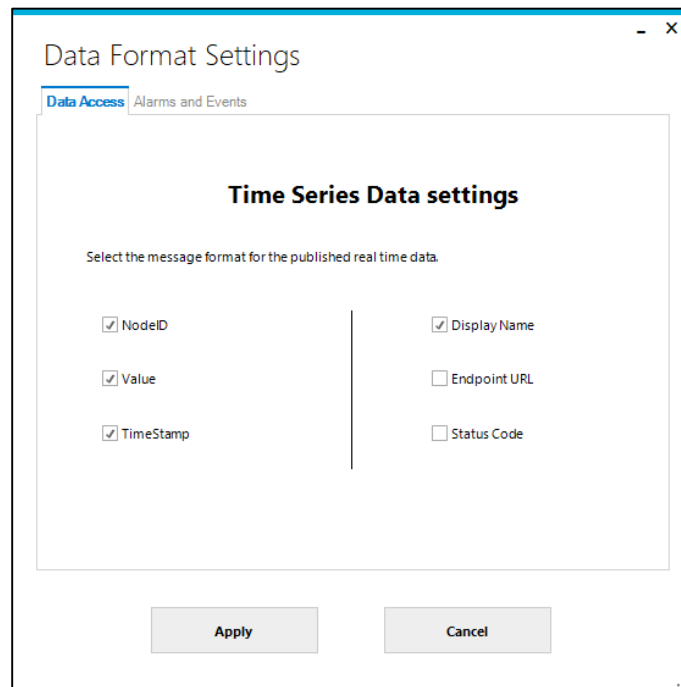 Data Format Settings
Data Access Alarms and Events
Time Series Data settings
Select the message format for the published real time data.
NodeID
Display Name
Value
Endpoint URL
TimeStamp
Status Code
Apply
Cancel